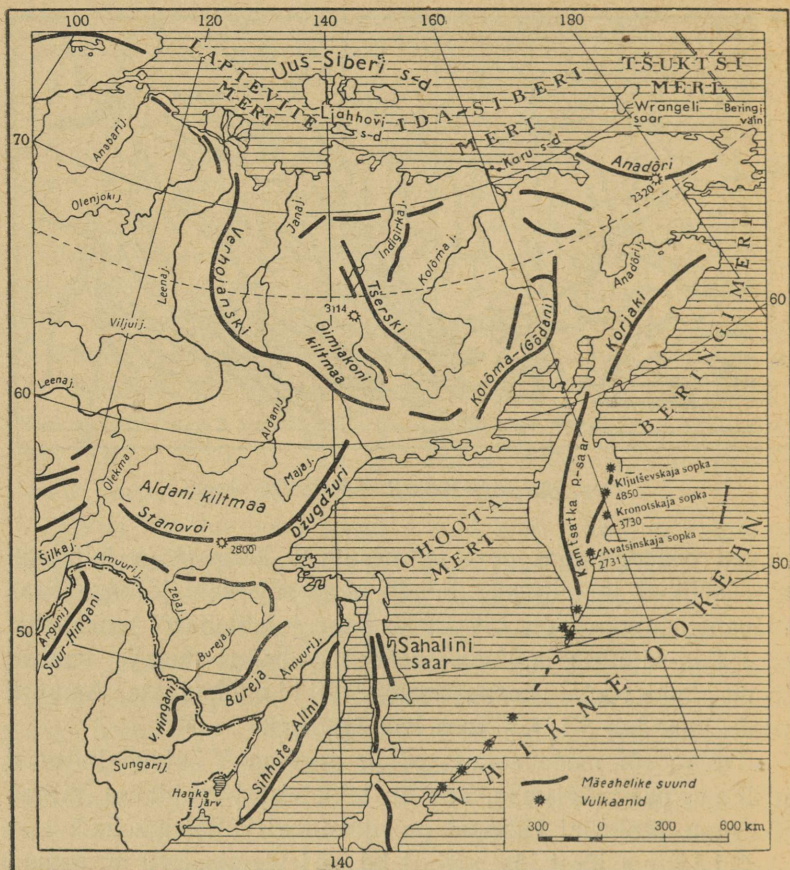 100
120
140
160
180
LAPTEVITE
MERI
Uus Siberi s-d
Ljahhovi
s-d
IDA-SIBERI
MERI
TŠUKTŠI
MERI
Wrangeli
saar
Beringi
väin
Karu s-d
70
Anabarij.
Olenjokij.
Leenaj.
Verhojanski
Janaj.
Indigirkaj.
Kolõma j.
Anadõri
2320
Anadõrij.
60
Viljuij.
3114
Tšerski
Oimjakoni
kiltmaa
Kolõma-(Gõdani)
Korjaki
BERINGI MERI
60
Leenaj.
Olekmaj.
Aldanij.
Majaj.
Aldani kiltmaa
Stanovoi
2800
Džugdžuri
OHOOTA
MERI
Kamtšatka p.-saar
Kljutševskaja sopka
4850
Kronotskaja sopka
3730
Avatšinskaja sopka
2731
50
Šilkaj.
Amuurij.
Argunij.
Suur-Hingani
Zejaj.
Burejaj.
Amuurij.
50
V. Hingani
Bureja
Sahalini
saar
VAIKNE OOKEAN
Sungarij.
Sihhote-Alini
Hanka
järv
Mäeahelike suund
Vulkaanid
300 0 300 600 km
140